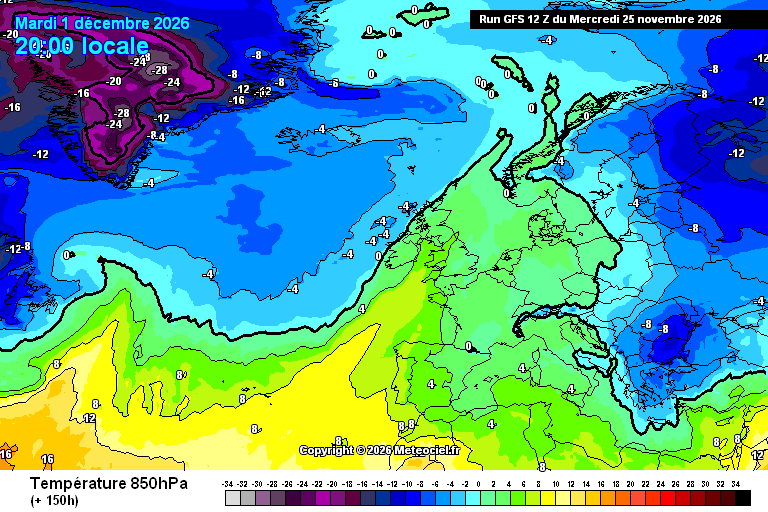 Mardi 1 décembre 2026
20:00 locale
Run GFS 12 Z du Mercredi 25 novembre 2026
Copyright © 2026 Meteociel.fr
Température 850hPa
(+ 150h)
-34 -32 -30 -28 -26 -24 -22 -20 -18 -16 -14 -12 -10 -8 -6 -4 -2 0 2 4 6 8 10 12 14 16 18 20 22 24 26 28 30 32 34